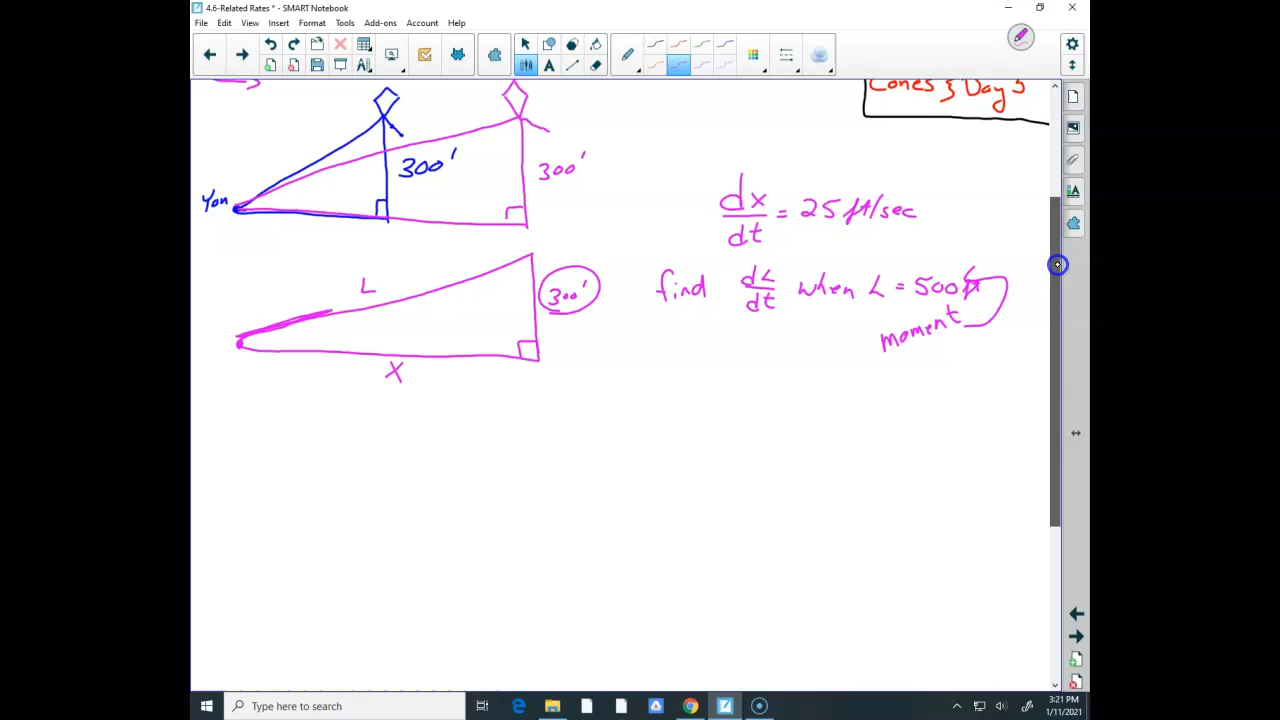 4.6-Related Rates * - SMART Notebook
File Edit View Insert Format Tools Add-ons Account Help
Cones } Day 3
You
300'
300'
dx/dt = 25 ft/sec
find dL/dt when L = 500 ft
moment
L
300'
X
Type here to search
3:21 PM
1/11/2021